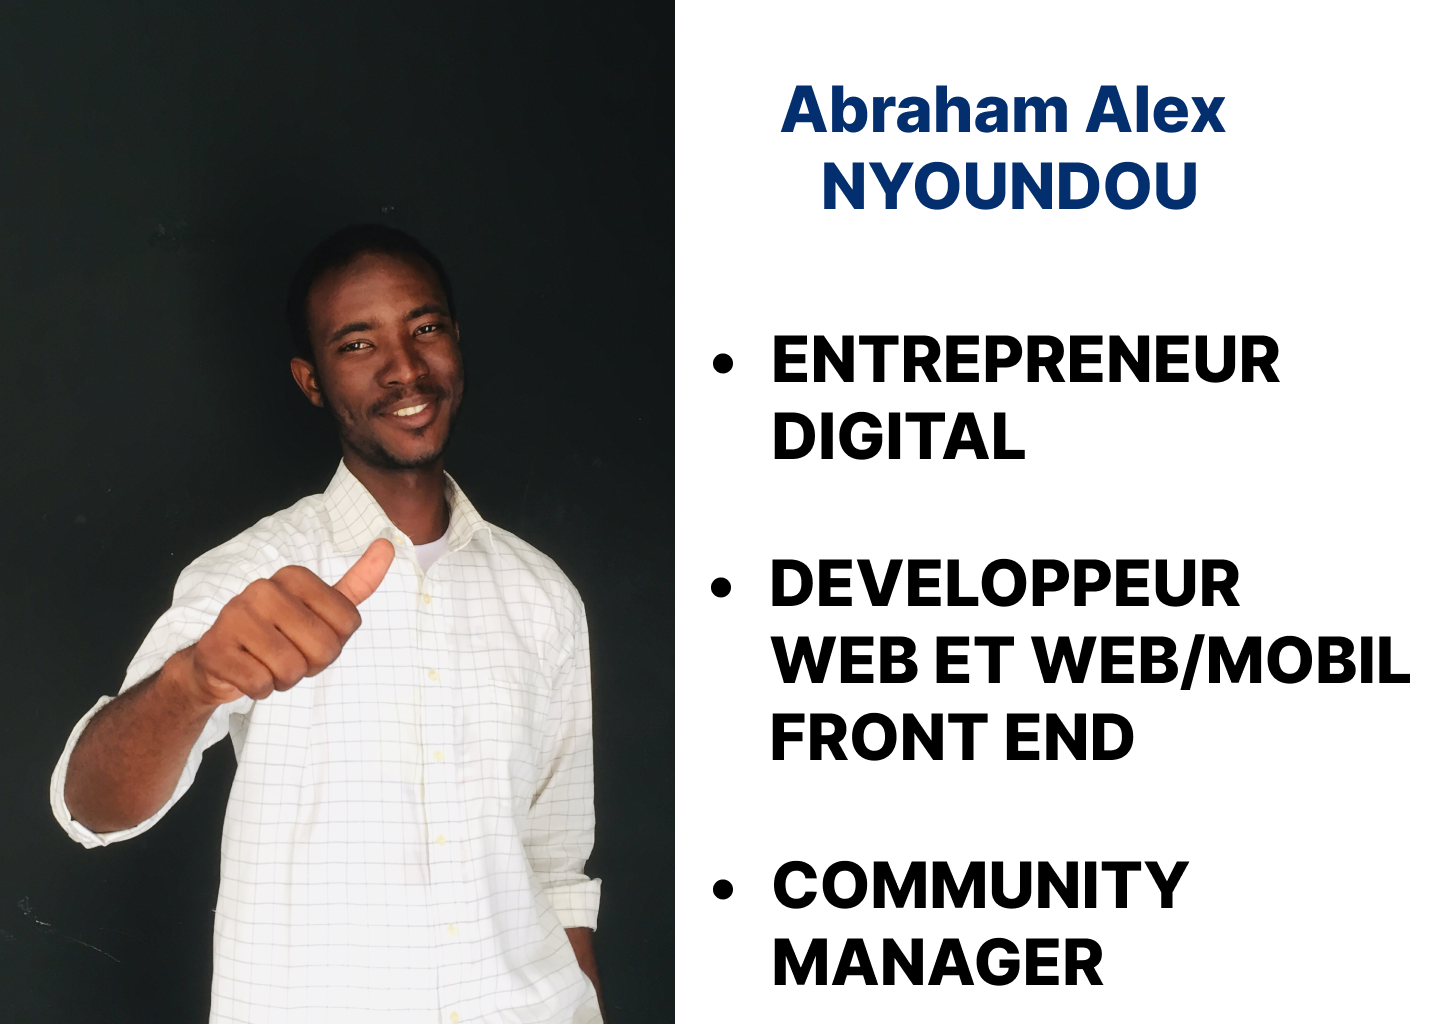 Abraham Alex
NYOUNDOU
• ENTREPRENEUR
DIGITAL
• DEVELOPPEUR
WEB ET WEB/MOBIL
FRONT END
• COMMUNITY
MANAGER